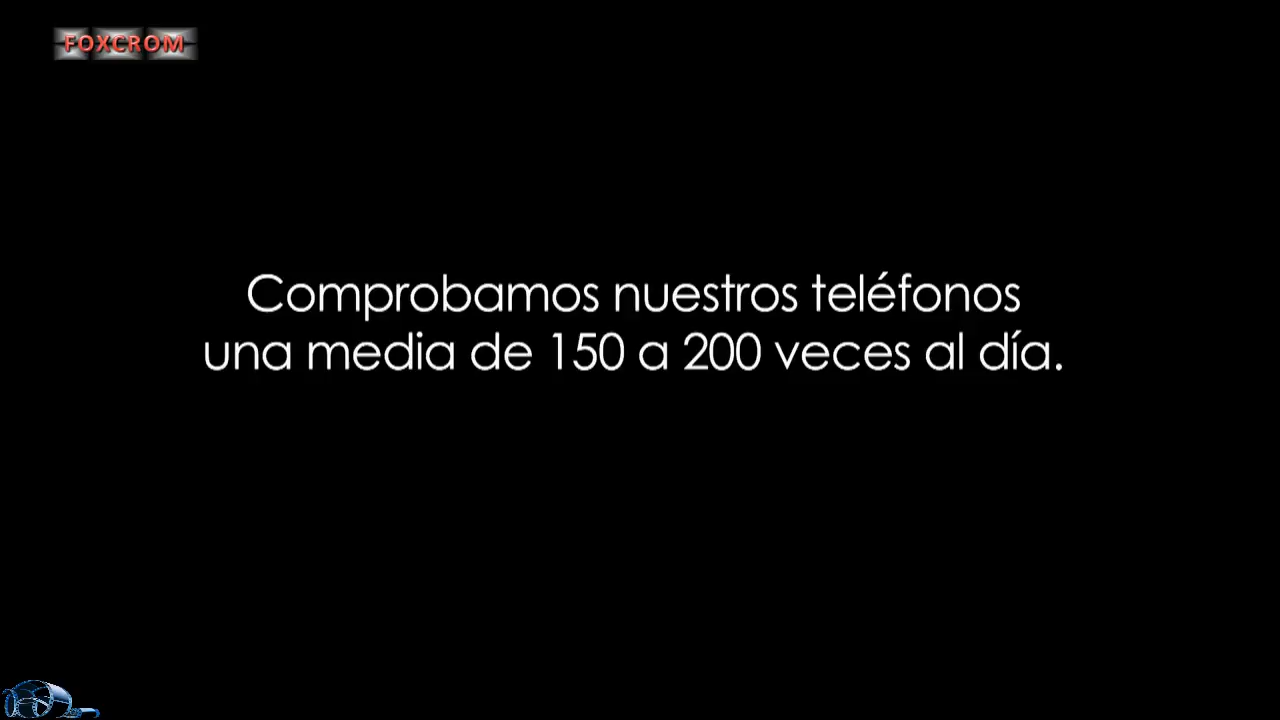 FOXCROM
Comprobamos nuestros teléfonos
una media de 150 a 200 veces al día.